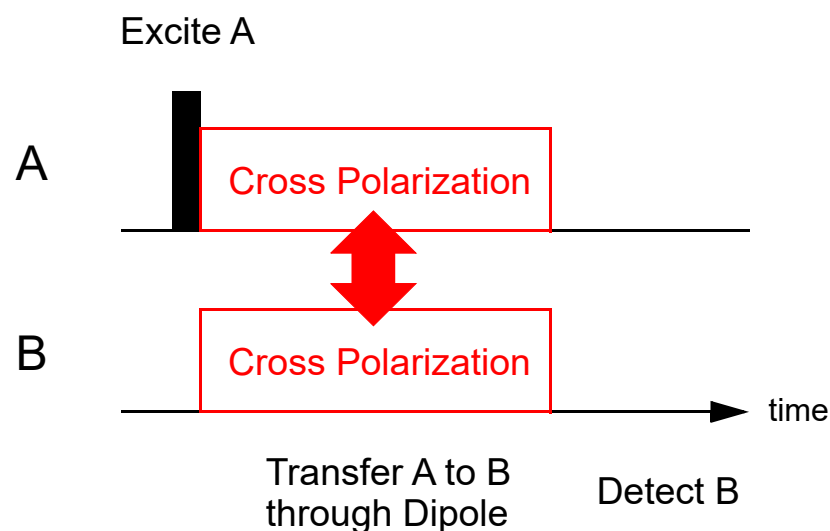 Excite A
A
Cross Polarization
B
Cross Polarization
time
Transfer A to B
through Dipole
Detect B